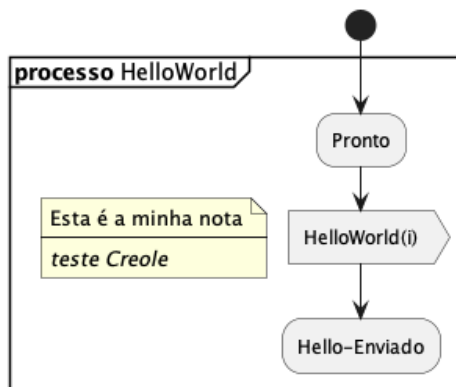 processo HelloWorld
Pronto
Esta é a minha nota
teste Creole
HelloWorld(i)
Hello-Enviado